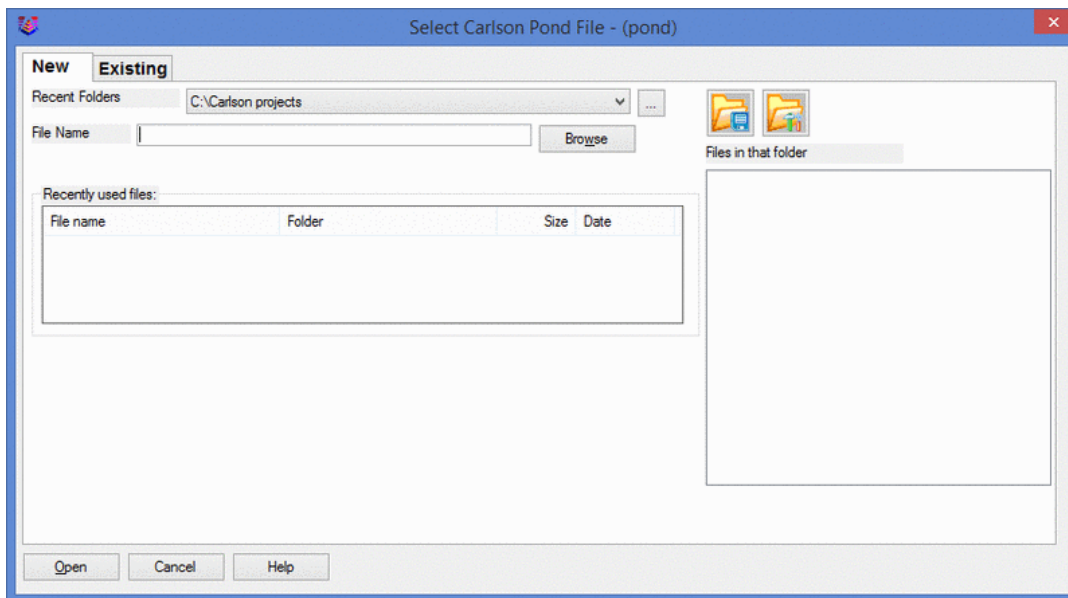 Select Carlson Pond File - (pond)
New Existing
Recent Folders C:\Carlson projects ...
File Name Browse
Files in that folder
Recently used files:
File name Folder Size Date
Open Cancel Help